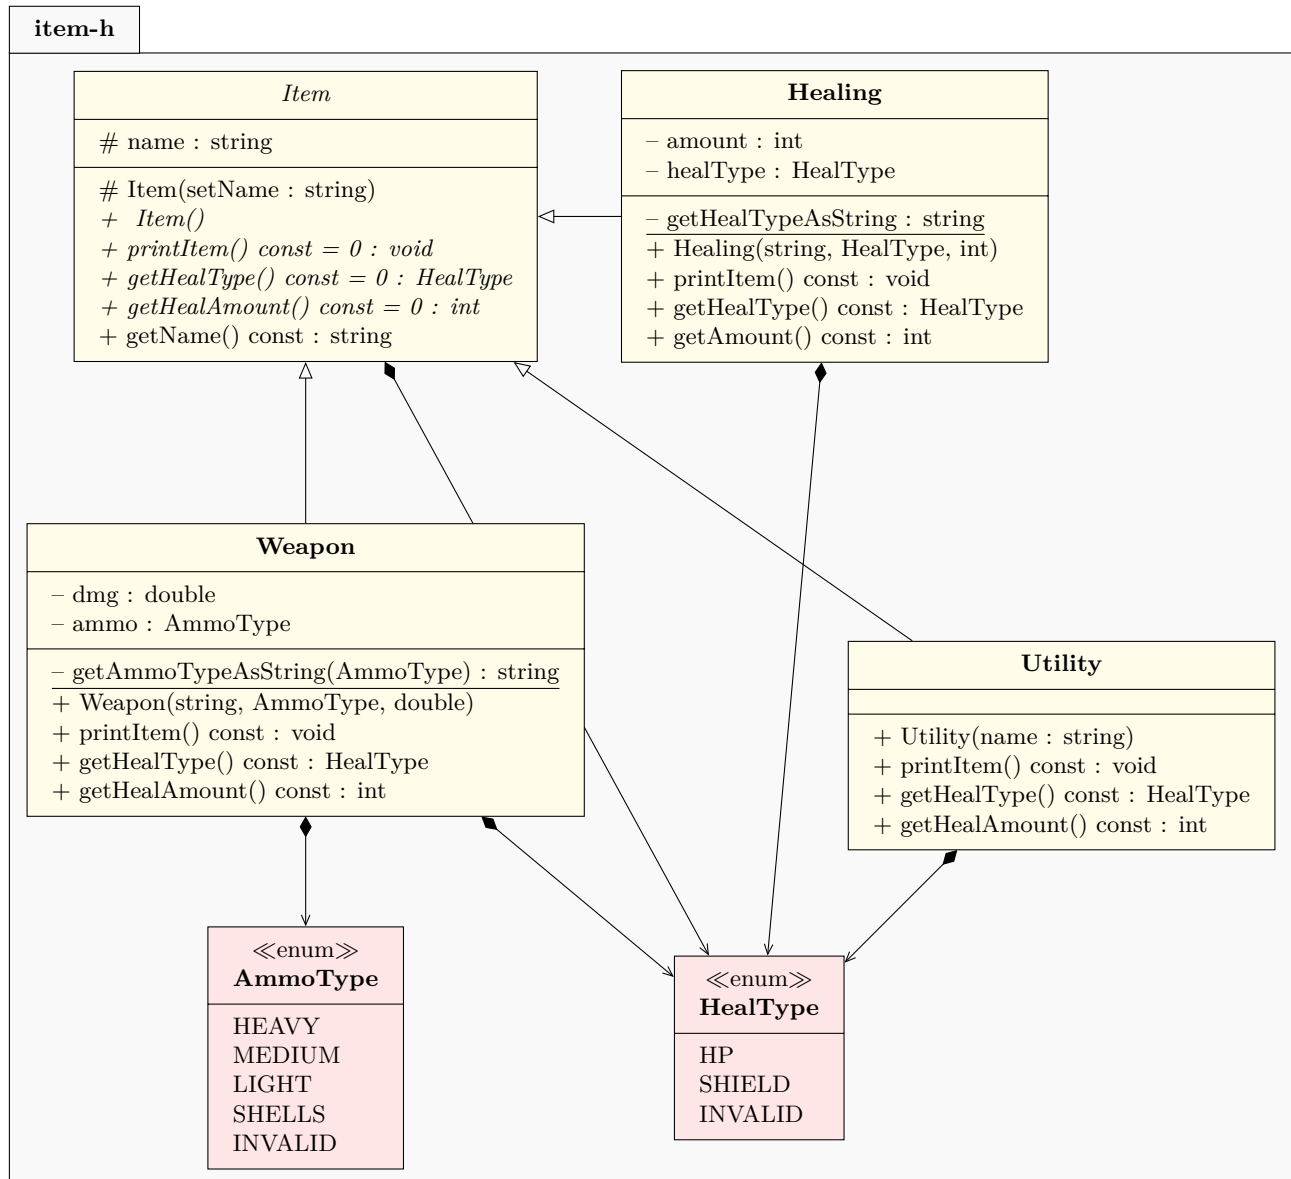 item-h
Item
# name : string
# Item(setName : string)
+ Item()
+ printItem() const = 0 : void
+ getHealType() const = 0 : HealType
+ getHealAmount() const = 0 : int
+ getName() const : string
Healing
– amount : int
– healType : HealType
– getHealTypeAsString : string
+ Healing(string, HealType, int)
+ printItem() const : void
+ getHealType() const : HealType
+ getAmount() const : int
Weapon
– dmg : double
– ammo : AmmoType
– getAmmoTypeAsString(AmmoType) : string
+ Weapon(string, AmmoType, double)
+ printItem() const : void
+ getHealType() const : HealType
+ getHealAmount() const : int
Utility
+ Utility(name : string)
+ printItem() const : void
+ getHealType() const : HealType
+ getHealAmount() const : int
≪enum≫
AmmoType
HEAVY
MEDIUM
LIGHT
SHELLS
INVALID
≪enum≫
HealType
HP
SHIELD
INVALID